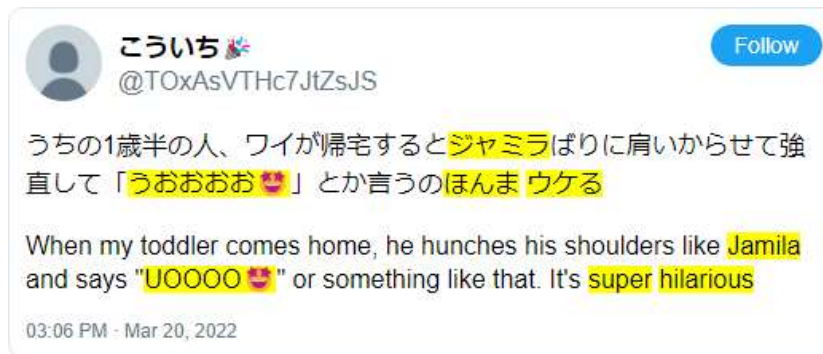 こういち🎉
Follow
@TOxAsVTHc7JtZsJS
うちの1歳半の人、ワイが帰宅するとジャミラばりに肩いからせて強
直して「うおおおお🤩」とか言うのほんま ウケる
When my toddler comes home, he hunches his shoulders like Jamila
and says "UOOOO🤩" or something like that. It's super hilarious
03:06 PM · Mar 20, 2022